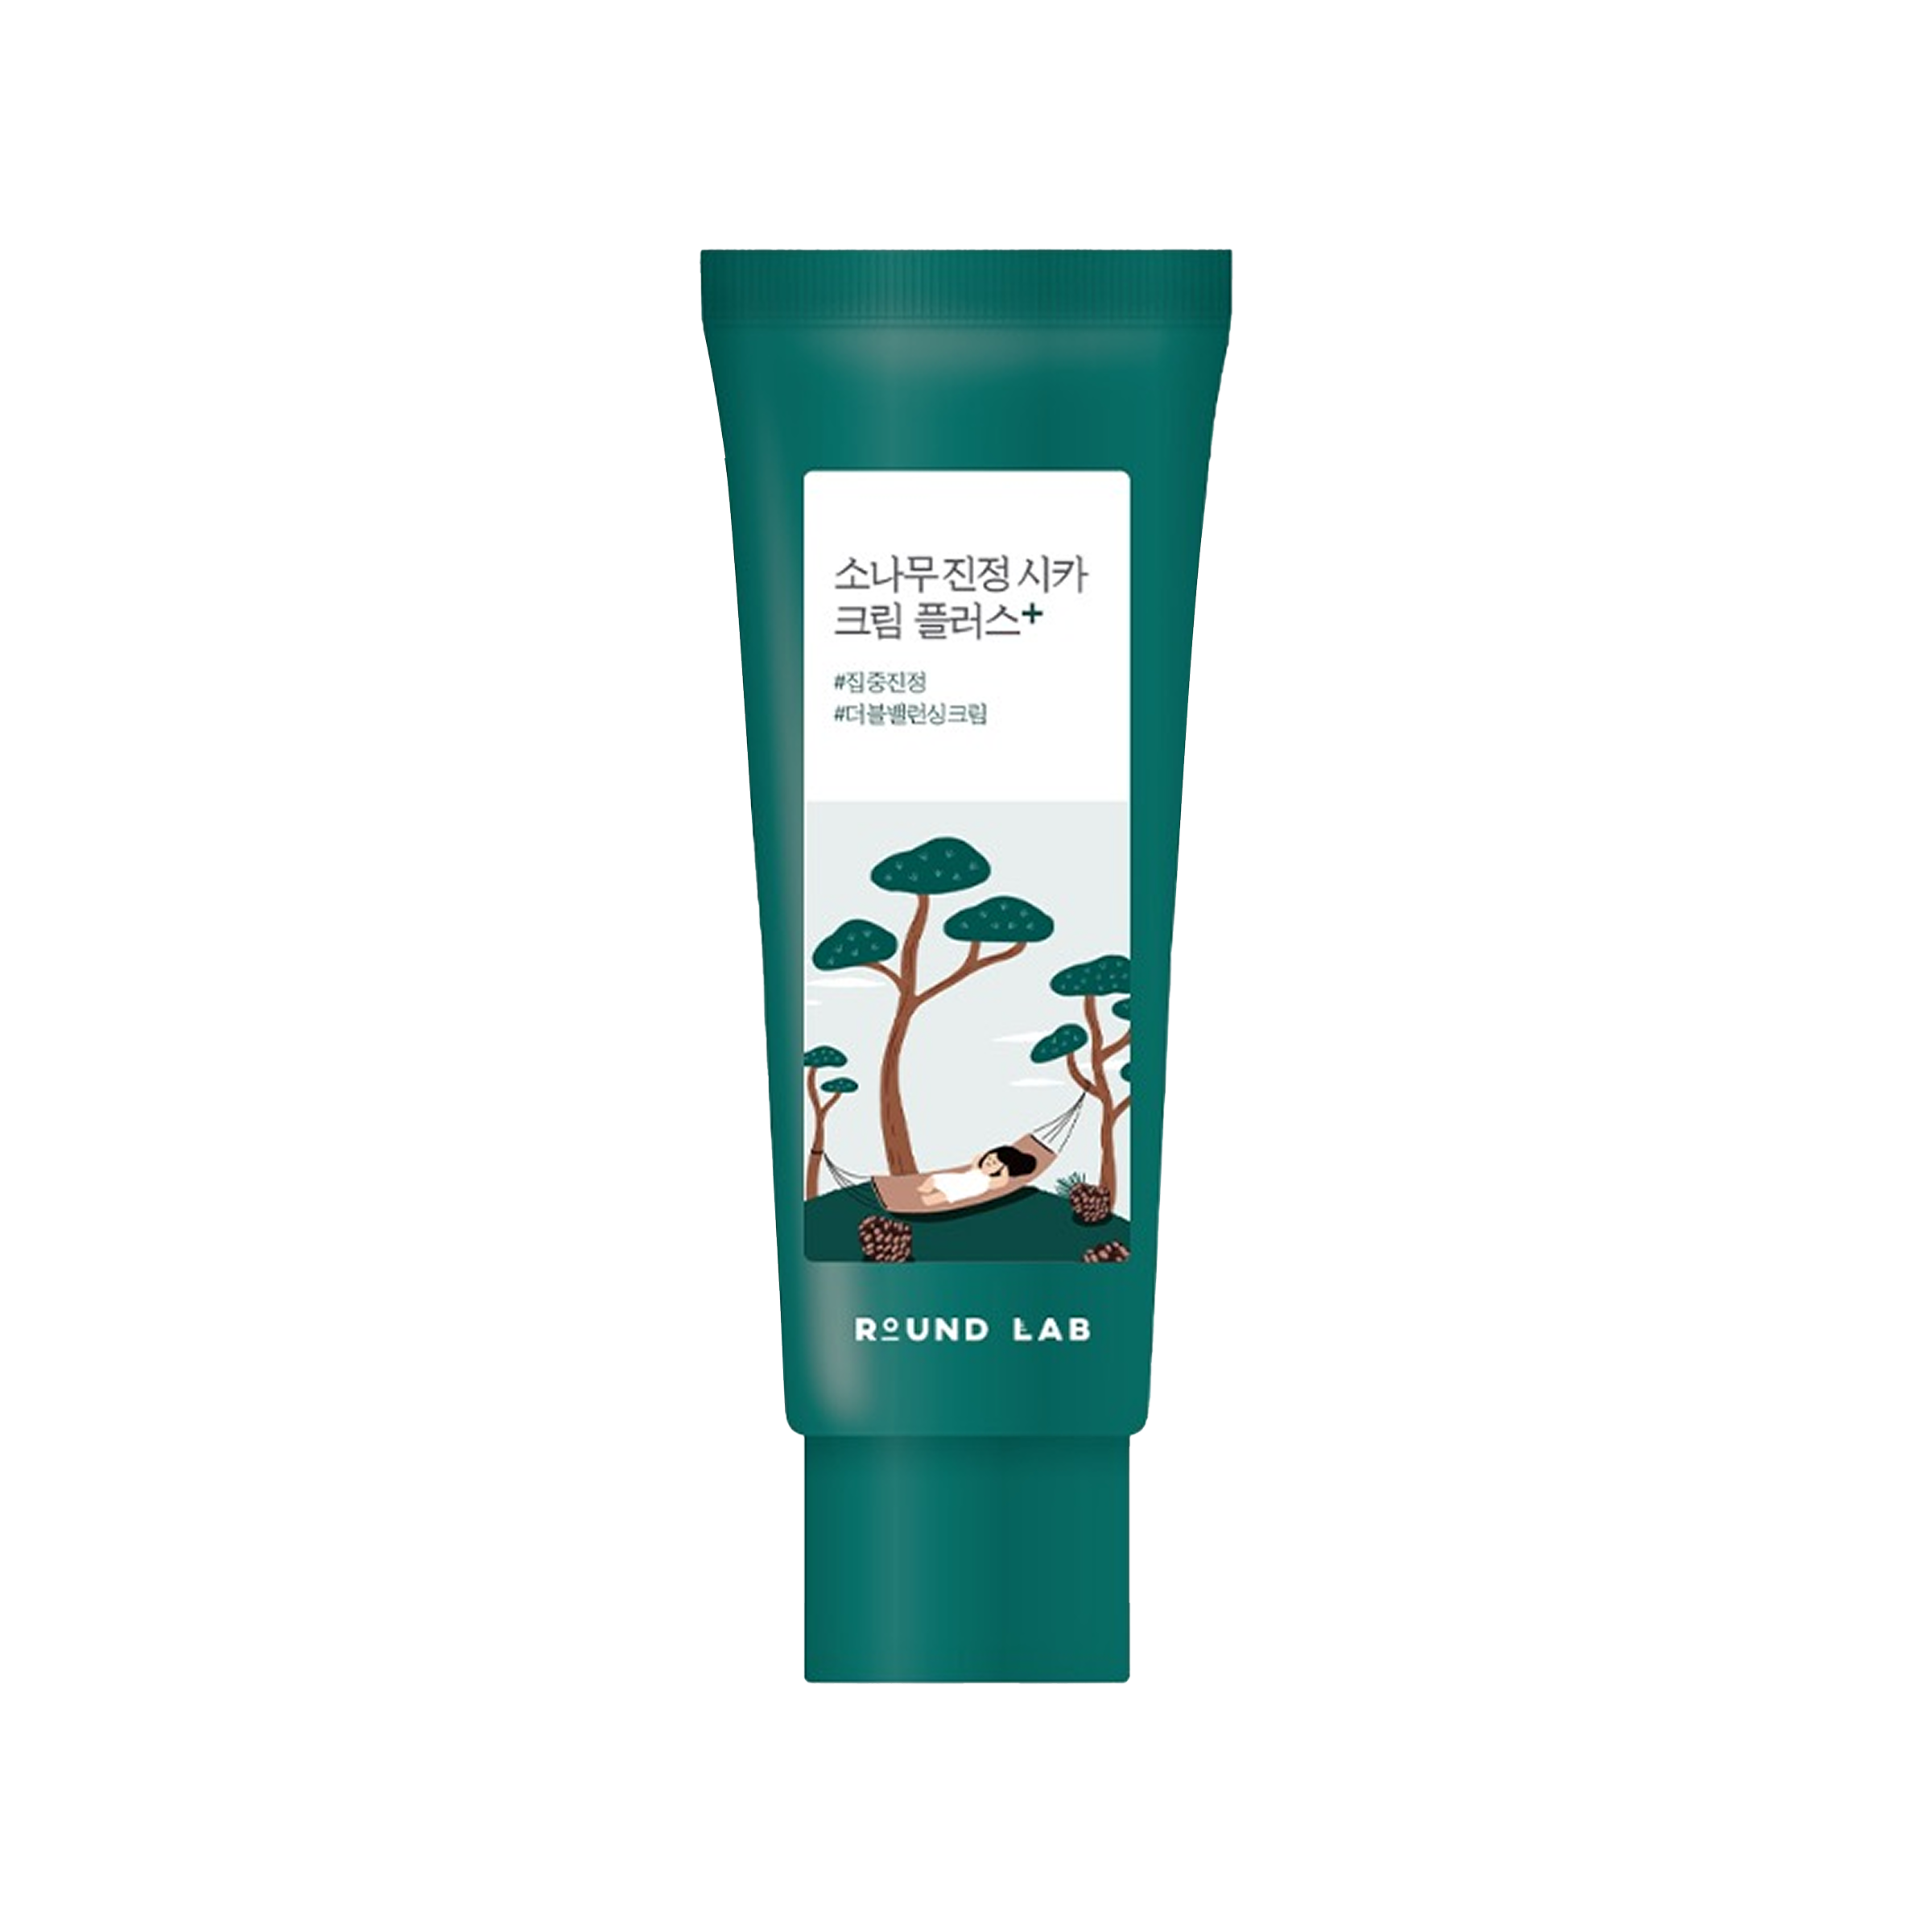 소나무 진정 시카
크림 플러스+
#집중진정
#더블밸런싱크림
ROUND LAB